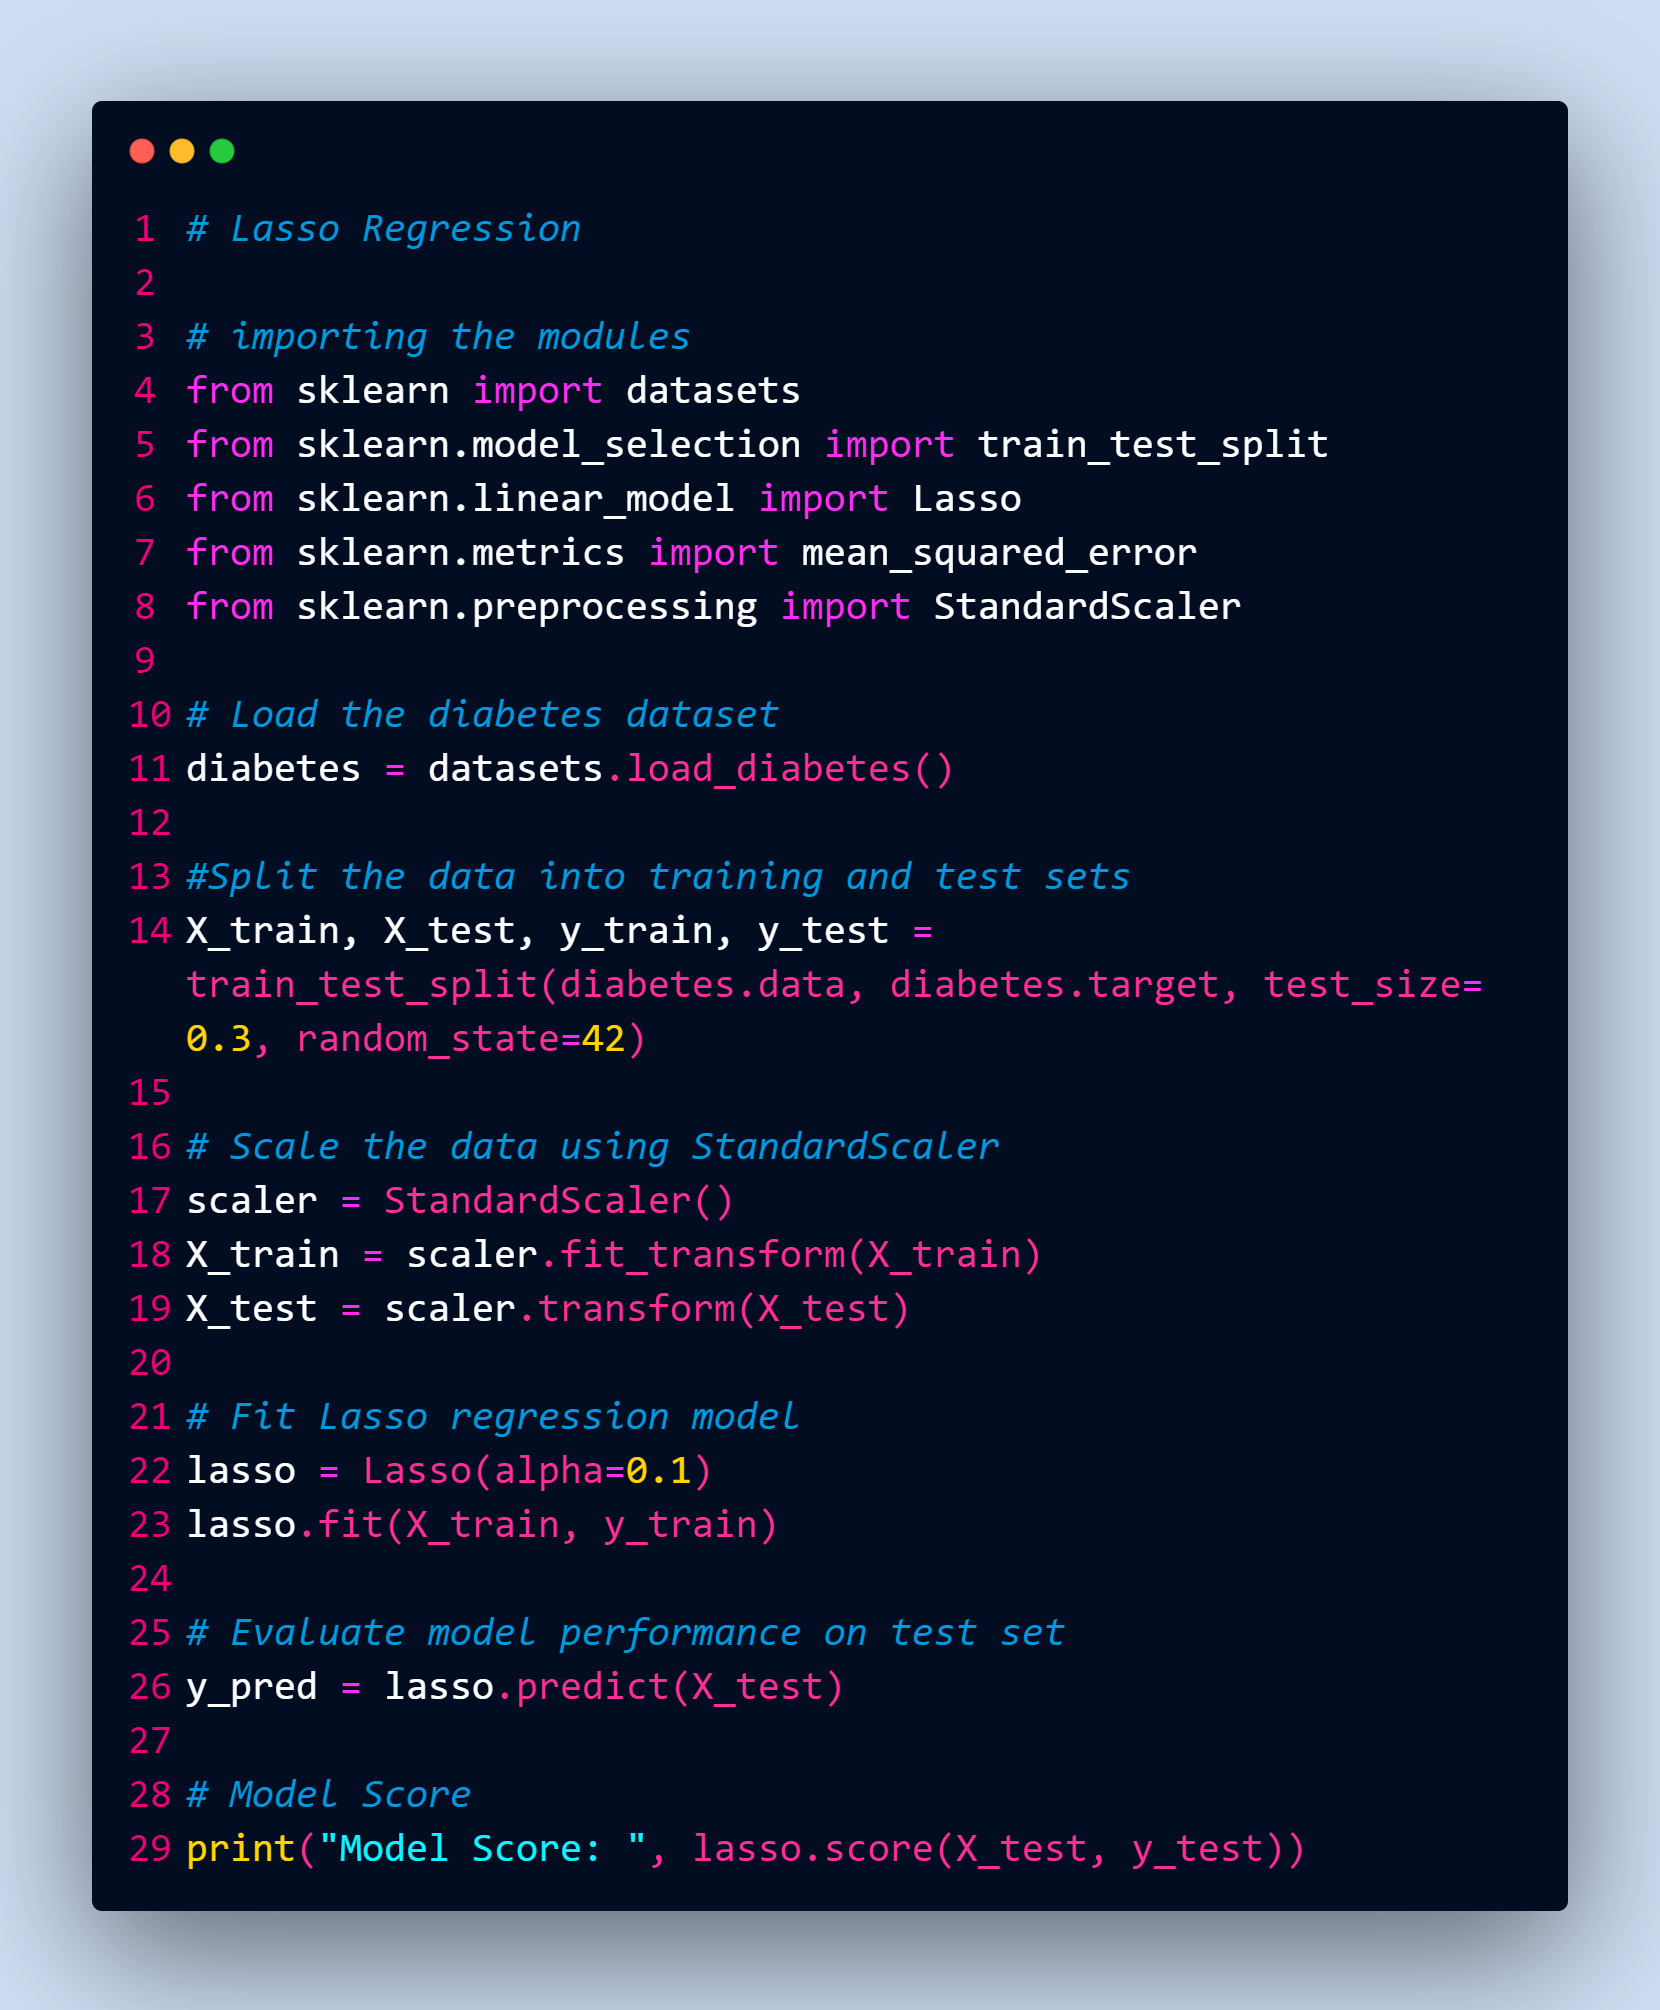 1 # Lasso Regression
2
3 # importing the modules
4 from sklearn import datasets
5 from sklearn.model_selection import train_test_split
6 from sklearn.linear_model import Lasso
7 from sklearn.metrics import mean_squared_error
8 from sklearn.preprocessing import StandardScaler
9
10 # Load the diabetes dataset
11 diabetes = datasets.load_diabetes()
12
13 #Split the data into training and test sets
14 X_train, X_test, y_train, y_test =
train_test_split(diabetes.data, diabetes.target, test_size=
0.3, random_state=42)
15
16 # Scale the data using StandardScaler
17 scaler = StandardScaler()
18 X_train = scaler.fit_transform(X_train)
19 X_test = scaler.transform(X_test)
20
21 # Fit Lasso regression model
22 lasso = Lasso(alpha=0.1)
23 lasso.fit(X_train, y_train)
24
25 # Evaluate model performance on test set
26 y_pred = lasso.predict(X_test)
27
28 # Model Score
29 print("Model Score: ", lasso.score(X_test, y_test))